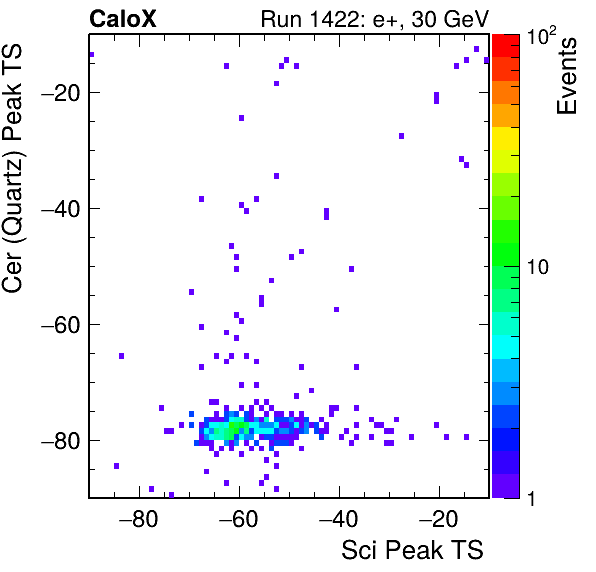 CaloX Run 1422: e+, 30 GeV
Cer (Quartz) Peak TS
−20
−40
−60
−80
−80 −60 −40 −20
Sci Peak TS
10²
10
1
Events